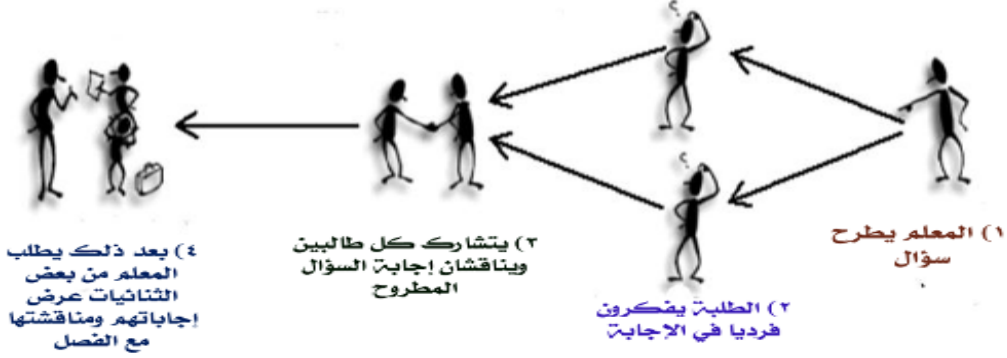 ١) المعلم يطرح
سؤال
٢) الطلبة يفكرون
فرديا في الإجابة
٣) يتشارك كل طالبين
ويناقشان إجابة السؤال
المطروح
٤) بعد ذلك يطلب
المعلم من بعض
الثنائيات عرض
إجاباتهم ومناقشتها
مع الفصل
؟
؟